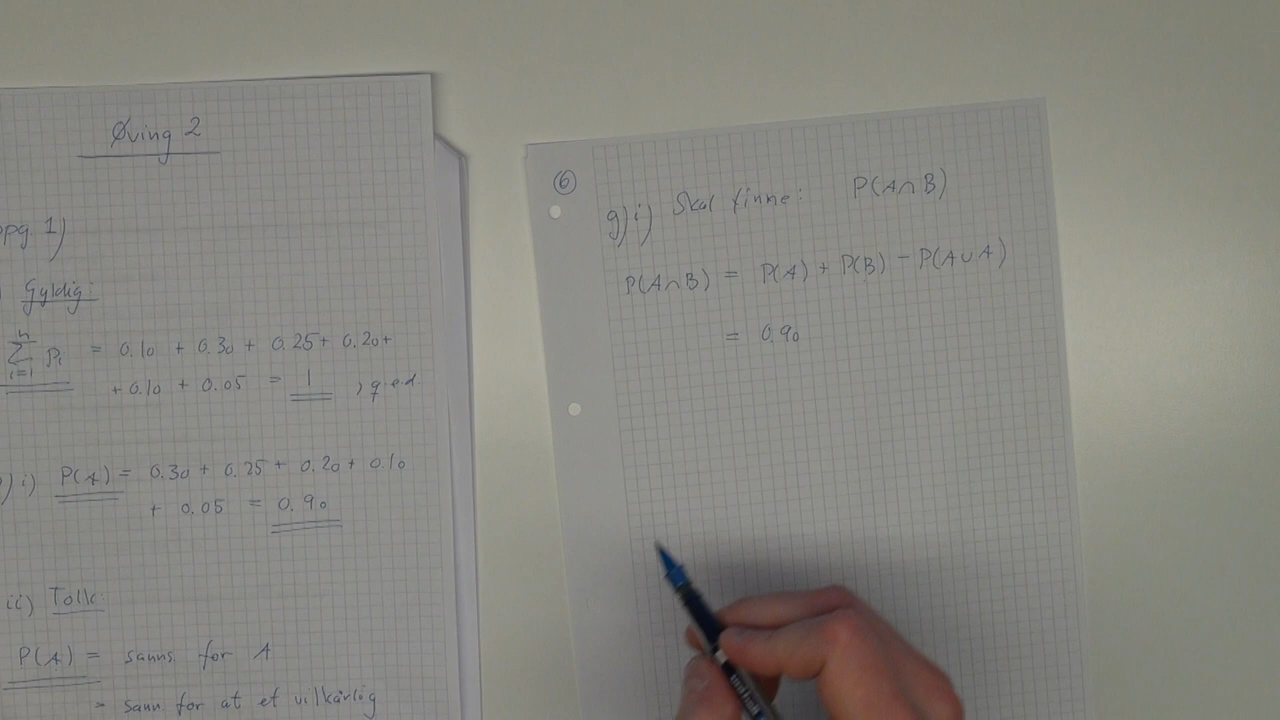 Øving 2
ppg. 1)
Gyldig:
n
∑ pi = 0.10 + 0.30 + 0.25 + 0.20 +
i=1
+ 0.10 + 0.05 = 1 , q.e.d.
) i) P(A) = 0.30 + 0.25 + 0.20 + 0.10
+ 0.05 = 0.90
ii) Tolk:
P(A) = sanns. for A
= sann for at et vilkårlig
6
g) i) Skal finne: P(A∩B)
P(A∩B) = P(A) + P(B) - P(A∪A)
= 0.90